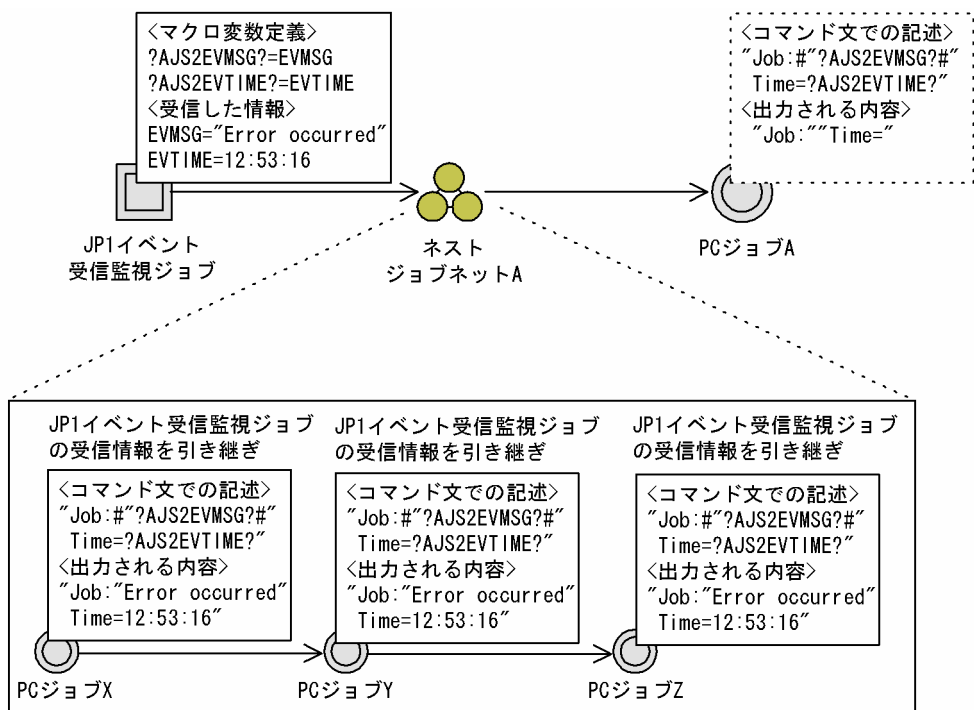 <マクロ変数定義>
?AJS2EVMSG?=EVMSG
?AJS2EVTIME?=EVTIME
<受信した情報>
EVMSG="Error occurred"
EVTIME=12:53:16
<コマンド文での記述>
"Job:#"?AJS2EVMSG?#"
Time=?AJS2EVTIME?"
<出力される内容>
"Job:""Time="
JP1イベント
受信監視ジョブ
ネスト
ジョブネットA
PCジョブA
JP1イベント受信監視ジョブ
の受信情報を引き継ぎ
<コマンド文での記述>
"Job:#"?AJS2EVMSG?#"
Time=?AJS2EVTIME?"
<出力される内容>
"Job:"Error occurred"
Time=12:53:16"
PCジョブX
JP1イベント受信監視ジョブ
の受信情報を引き継ぎ
<コマンド文での記述>
"Job:#"?AJS2EVMSG?#"
Time=?AJS2EVTIME?"
<出力される内容>
"Job:"Error occurred"
Time=12:53:16"
PCジョブY
JP1イベント受信監視ジョブ
の受信情報を引き継ぎ
<コマンド文での記述>
"Job:#"?AJS2EVMSG?#"
Time=?AJS2EVTIME?"
<出力される内容>
"Job:"Error occurred"
Time=12:53:16"
PCジョブZ